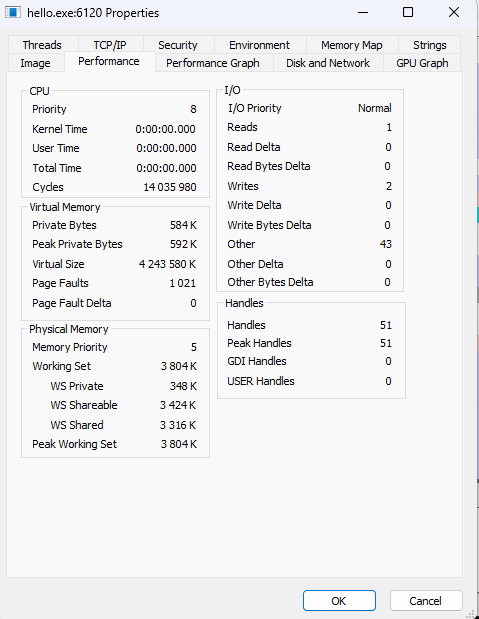 hello.exe:6120 Properties
Threads TCP/IP Security Environment Memory Map Strings
Image Performance Performance Graph Disk and Network GPU Graph
CPU
Priority 8
Kernel Time 0:00:00.000
User Time 0:00:00.000
Total Time 0:00:00.000
Cycles 14 035 980
Virtual Memory
Private Bytes 584 K
Peak Private Bytes 592 K
Virtual Size 4 243 580 K
Page Faults 1 021
Page Fault Delta 0
Physical Memory
Memory Priority 5
Working Set 3 804 K
WS Private 348 K
WS Shareable 3 424 K
WS Shared 3 316 K
Peak Working Set 3 804 K
I/O
I/O Priority Normal
Reads 1
Read Delta 0
Read Bytes Delta 0
Writes 2
Write Delta 0
Write Bytes Delta 0
Other 43
Other Delta 0
Other Bytes Delta 0
Handles
Handles 51
Peak Handles 51
GDI Handles 0
USER Handles 0
OK Cancel